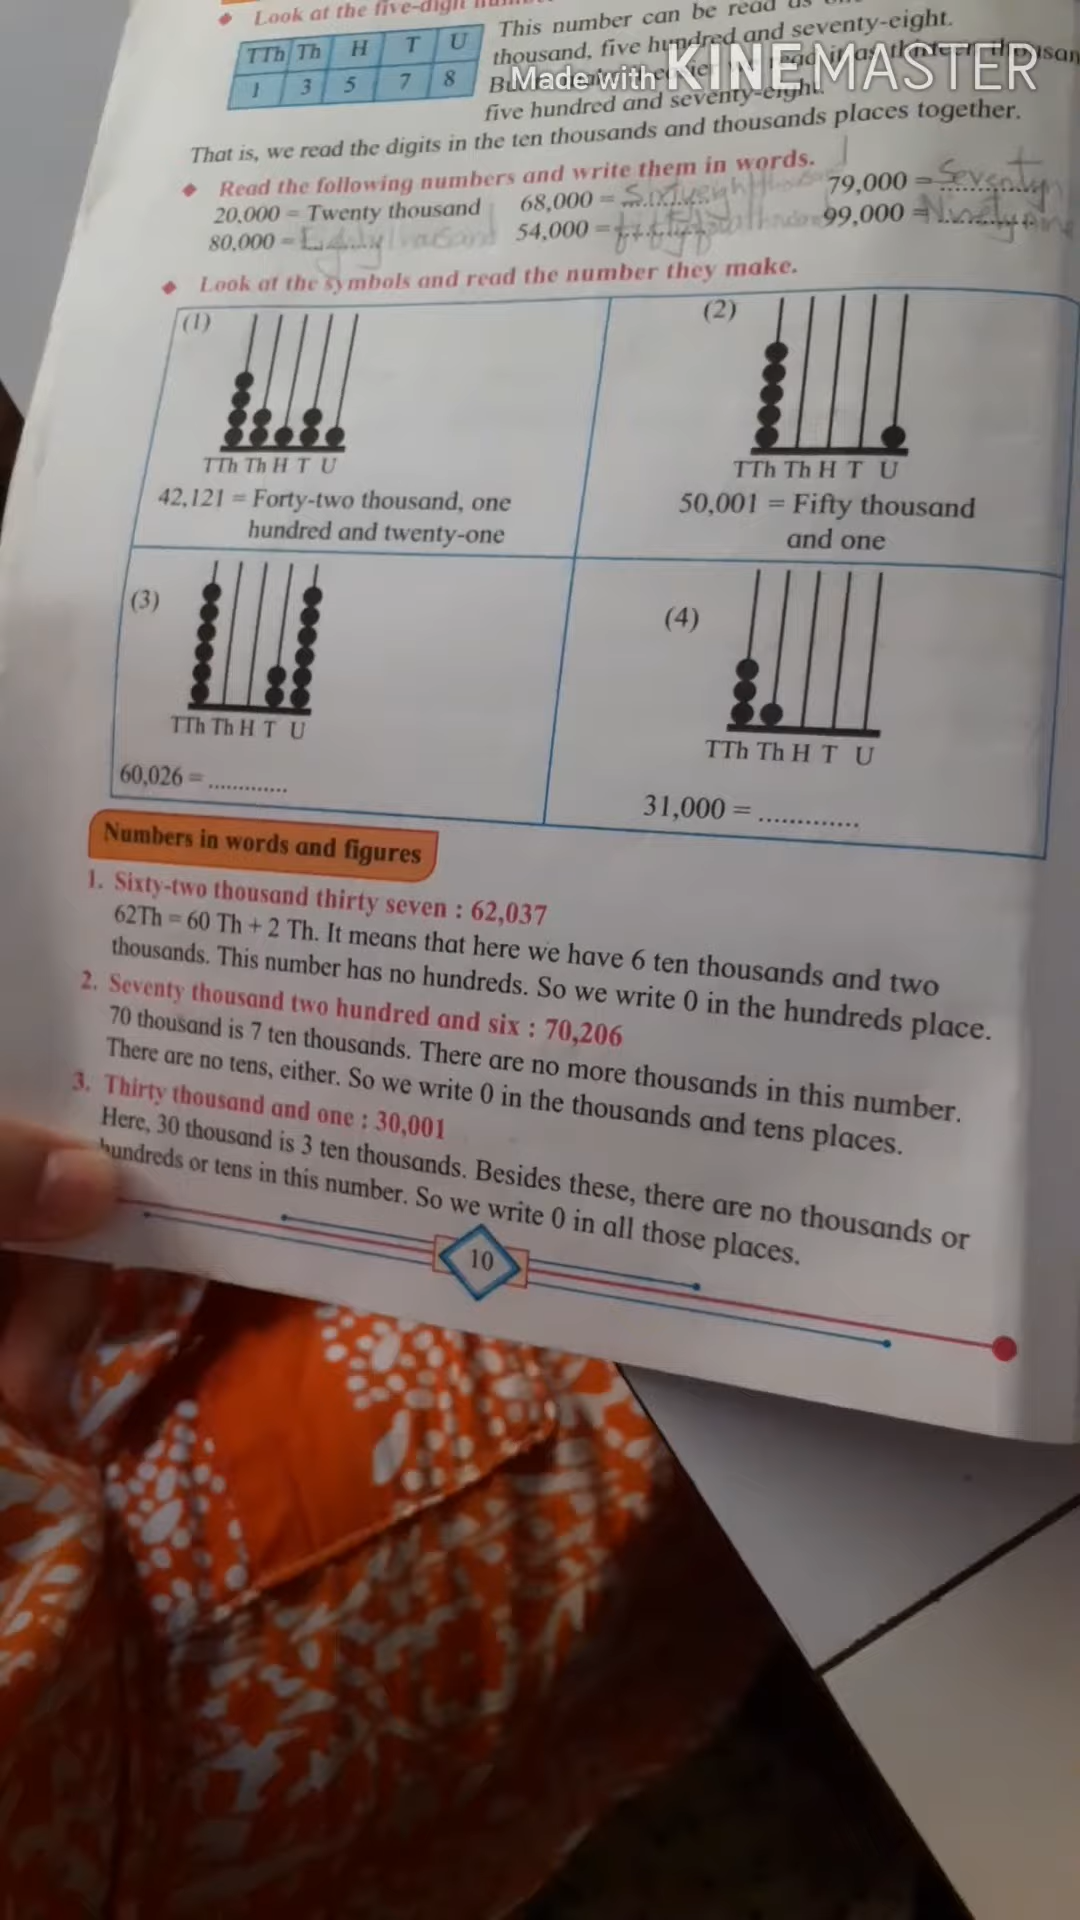 Look at the five-digit
This number can be read as
TTh Th H T U
1 3 5 7 8
thousand, five hundred and seventy-eight.
Made with KINEMASTER
five hundred and seventy-eight.
That is, we read the digits in the ten thousands and thousands places together.
Read the following numbers and write them in words.
20,000 = Twenty thousand
68,000 = Sixtyeight thousand
79,000 = Seventy
80,000 =
54,000 =
99,000 =
Look at the symbols and read the number they make.
(1)
TTh Th H T U
42,121 = Forty-two thousand, one
hundred and twenty-one
(2)
TTh Th H T U
50,001 = Fifty thousand
and one
(3)
TTh Th H T U
60,026 = .............
(4)
TTh Th H T U
31,000 = .............
Numbers in words and figures
1. Sixty-two thousand thirty seven : 62,037
62Th = 60 Th + 2 Th. It means that here we have 6 ten thousands and two
thousands. This number has no hundreds. So we write 0 in the hundreds place.
2. Seventy thousand two hundred and six : 70,206
70 thousand is 7 ten thousands. There are no more thousands in this number.
There are no tens, either. So we write 0 in the thousands and tens places.
3. Thirty thousand and one : 30,001
Here, 30 thousand is 3 ten thousands. Besides these, there are no thousands or
hundreds or tens in this number. So we write 0 in all those places.
10